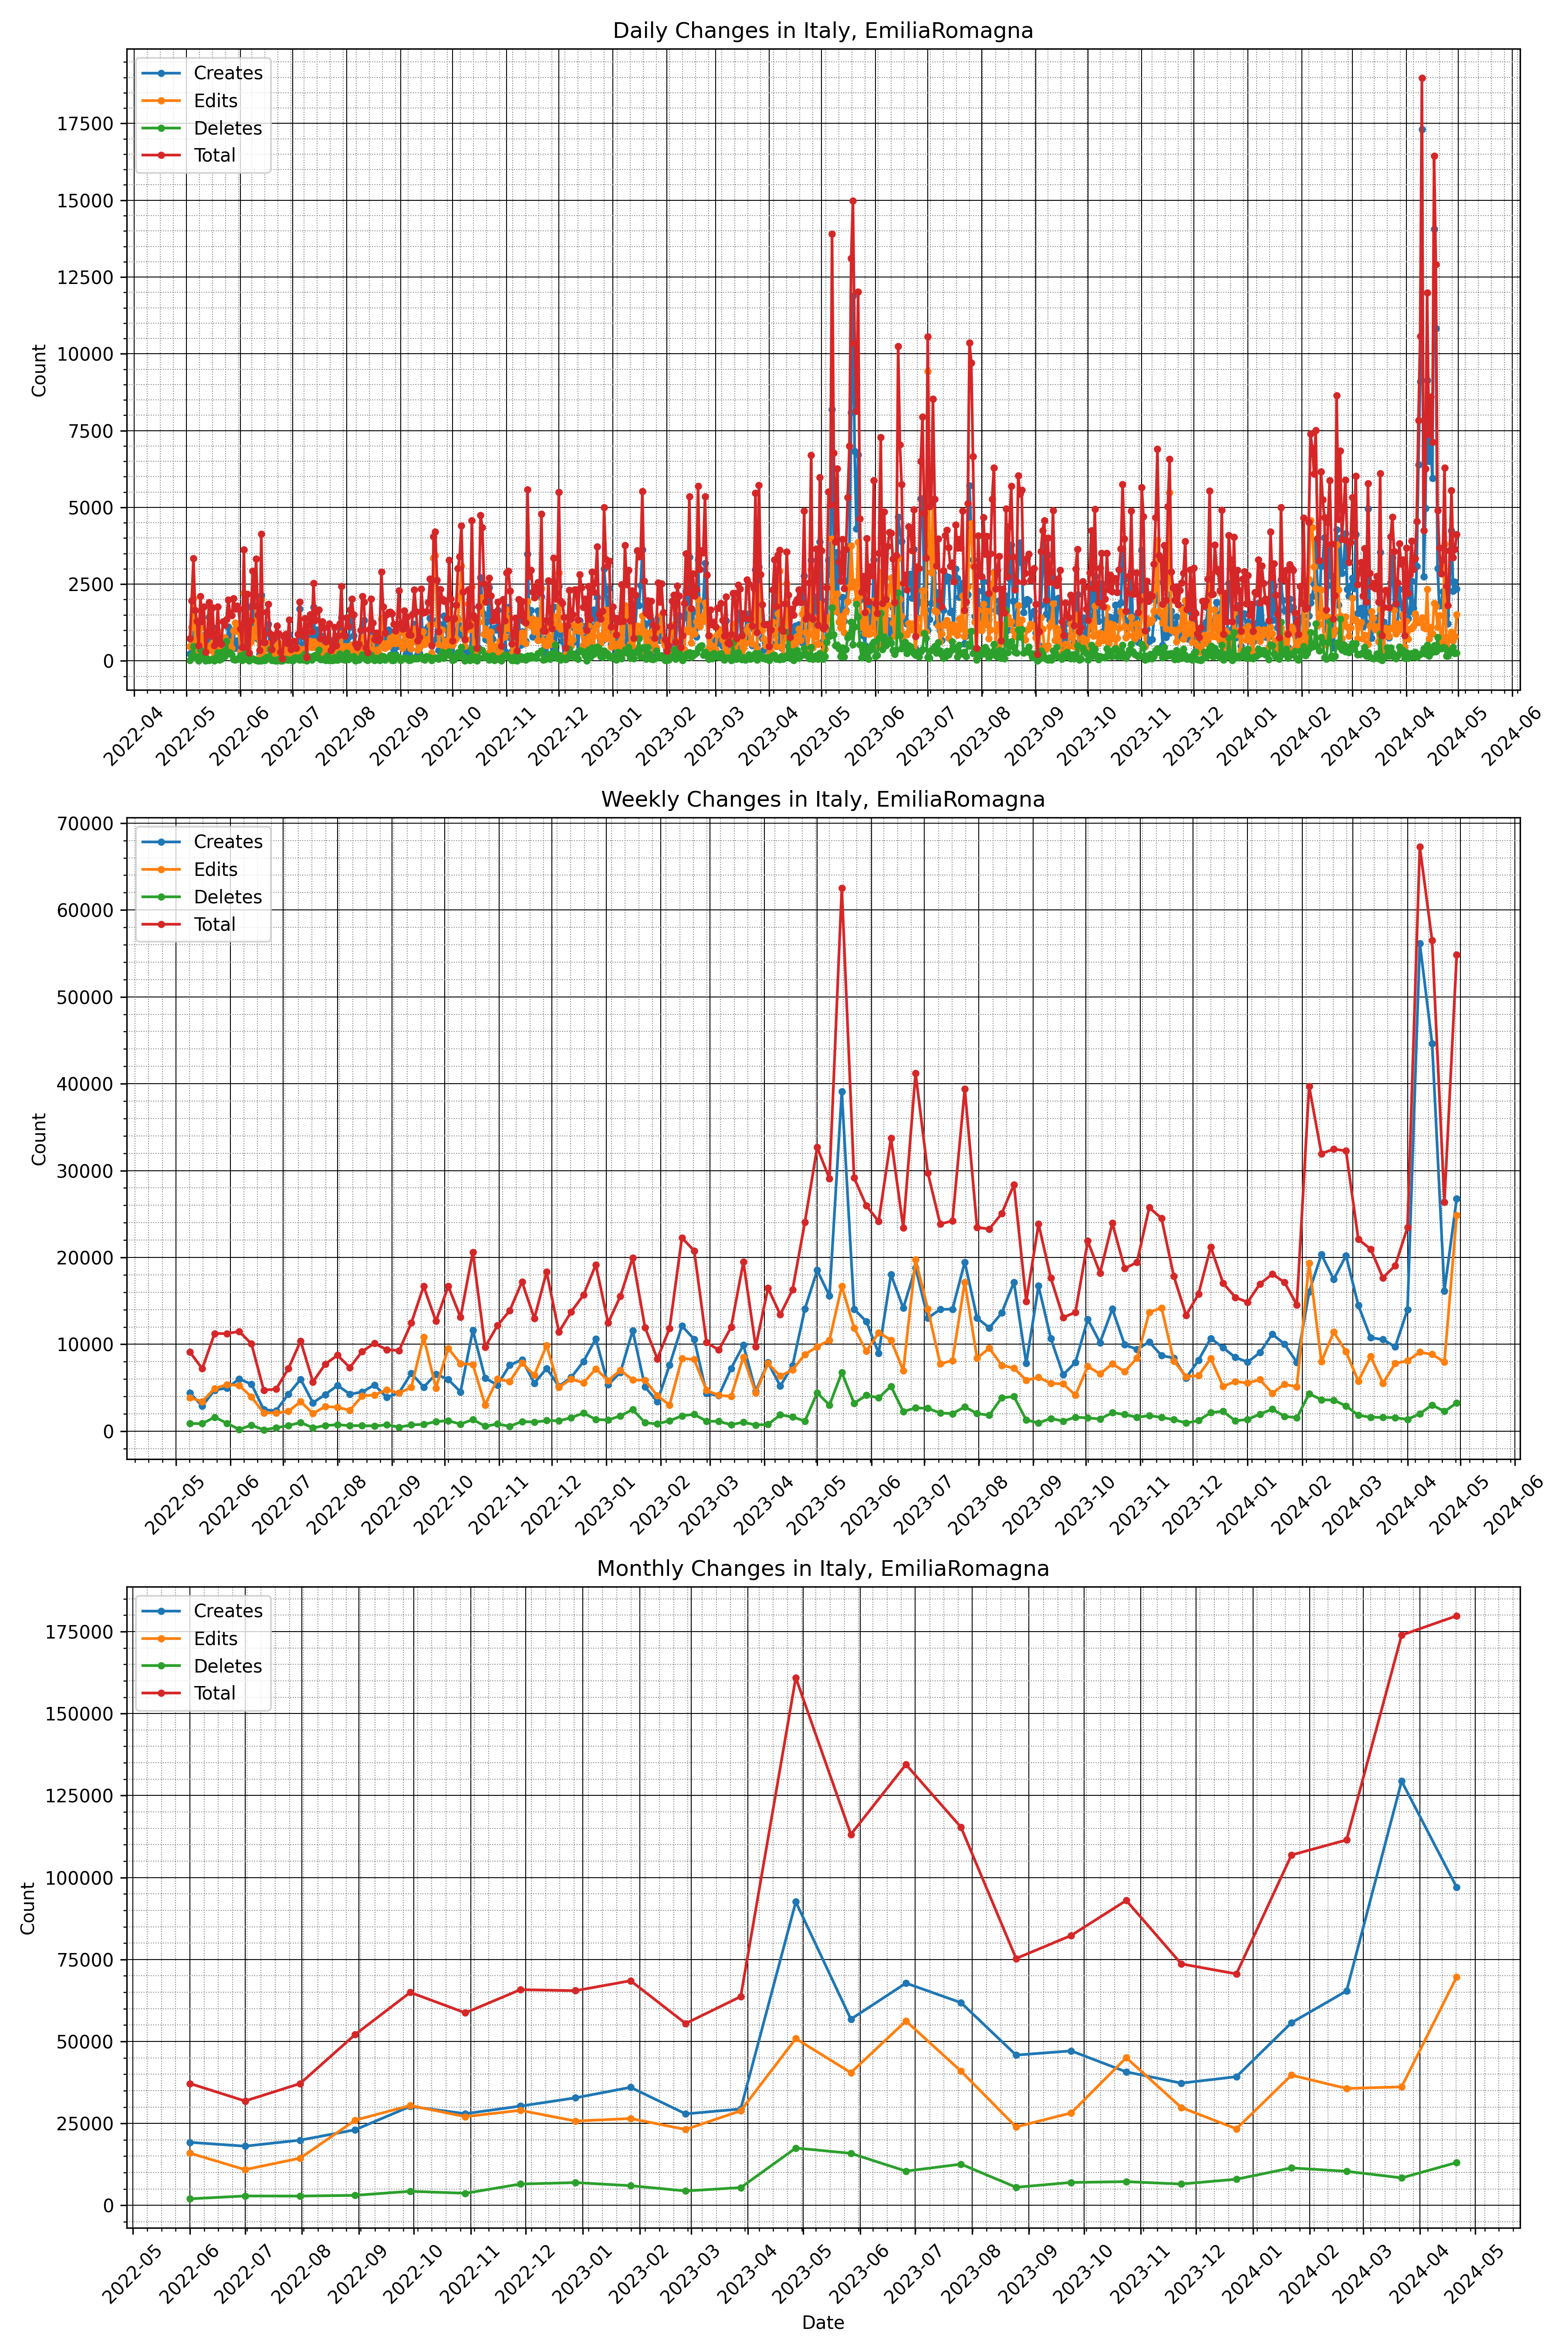 Daily Changes in Italy, EmiliaRomagna
Creates
Edits
Deletes
Total
Count
17500
15000
12500
10000
7500
5000
2500
0
2022-04 2022-05 2022-06 2022-07 2022-08 2022-09 2022-10 2022-11 2022-12 2023-01 2023-02 2023-03 2023-04 2023-05 2023-06 2023-07 2023-08 2023-09 2023-10 2023-11 2023-12 2024-01 2024-02 2024-03 2024-04 2024-05 2024-06
Weekly Changes in Italy, EmiliaRomagna
Creates
Edits
Deletes
Total
Count
70000
60000
50000
40000
30000
20000
10000
0
2022-05 2022-06 2022-07 2022-08 2022-09 2022-10 2022-11 2022-12 2023-01 2023-02 2023-03 2023-04 2023-05 2023-06 2023-07 2023-08 2023-09 2023-10 2023-11 2023-12 2024-01 2024-02 2024-03 2024-04 2024-05 2024-06
Monthly Changes in Italy, EmiliaRomagna
Creates
Edits
Deletes
Total
Count
175000
150000
125000
100000
75000
50000
25000
0
2022-05 2022-06 2022-07 2022-08 2022-09 2022-10 2022-11 2022-12 2023-01 2023-02 2023-03 2023-04 2023-05 2023-06 2023-07 2023-08 2023-09 2023-10 2023-11 2023-12 2024-01 2024-02 2024-03 2024-04 2024-05
Date